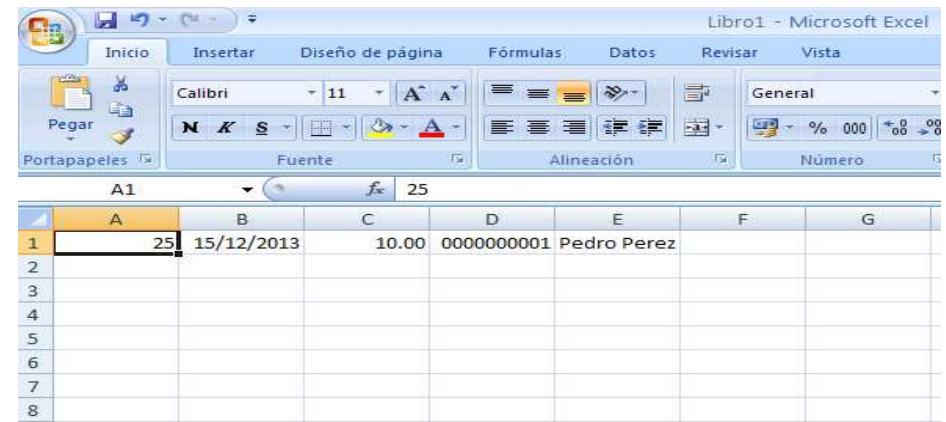 Libro1 - Microsoft Excel
Inicio Insertar Diseño de página Fórmulas Datos Revisar Vista
Pegar
Calibri 11 A A General
N K S A % 000
Portapapeles Fuente Alineación Número
A1 fx 25
A B C D E F G
1 25 15/12/2013 10.00 0000000001 Pedro Perez
2
3
4
5
6
7
8